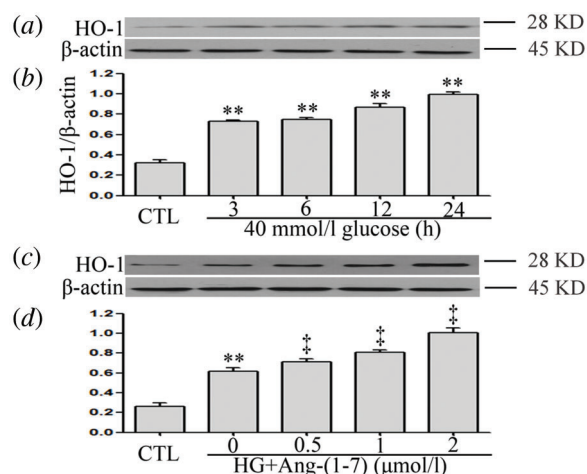 (a) HO-1 28 KD
β-actin 45 KD
(b) HO-1/β-actin
1.2
1.0
0.8
0.6
0.4
0.2
0.0
** ** ** **
CTL 3 6 12 24
40 mmol/l glucose (h)
(c) HO-1 28 KD
β-actin 45 KD
(d) HO-1/β-actin
1.2
1.0
0.8
0.6
0.4
0.2
0.0
** ‡ ‡ ‡ ‡ ‡ ‡
CTL 0 0.5 1 2
HG+Ang-(1-7) (μmol/l)